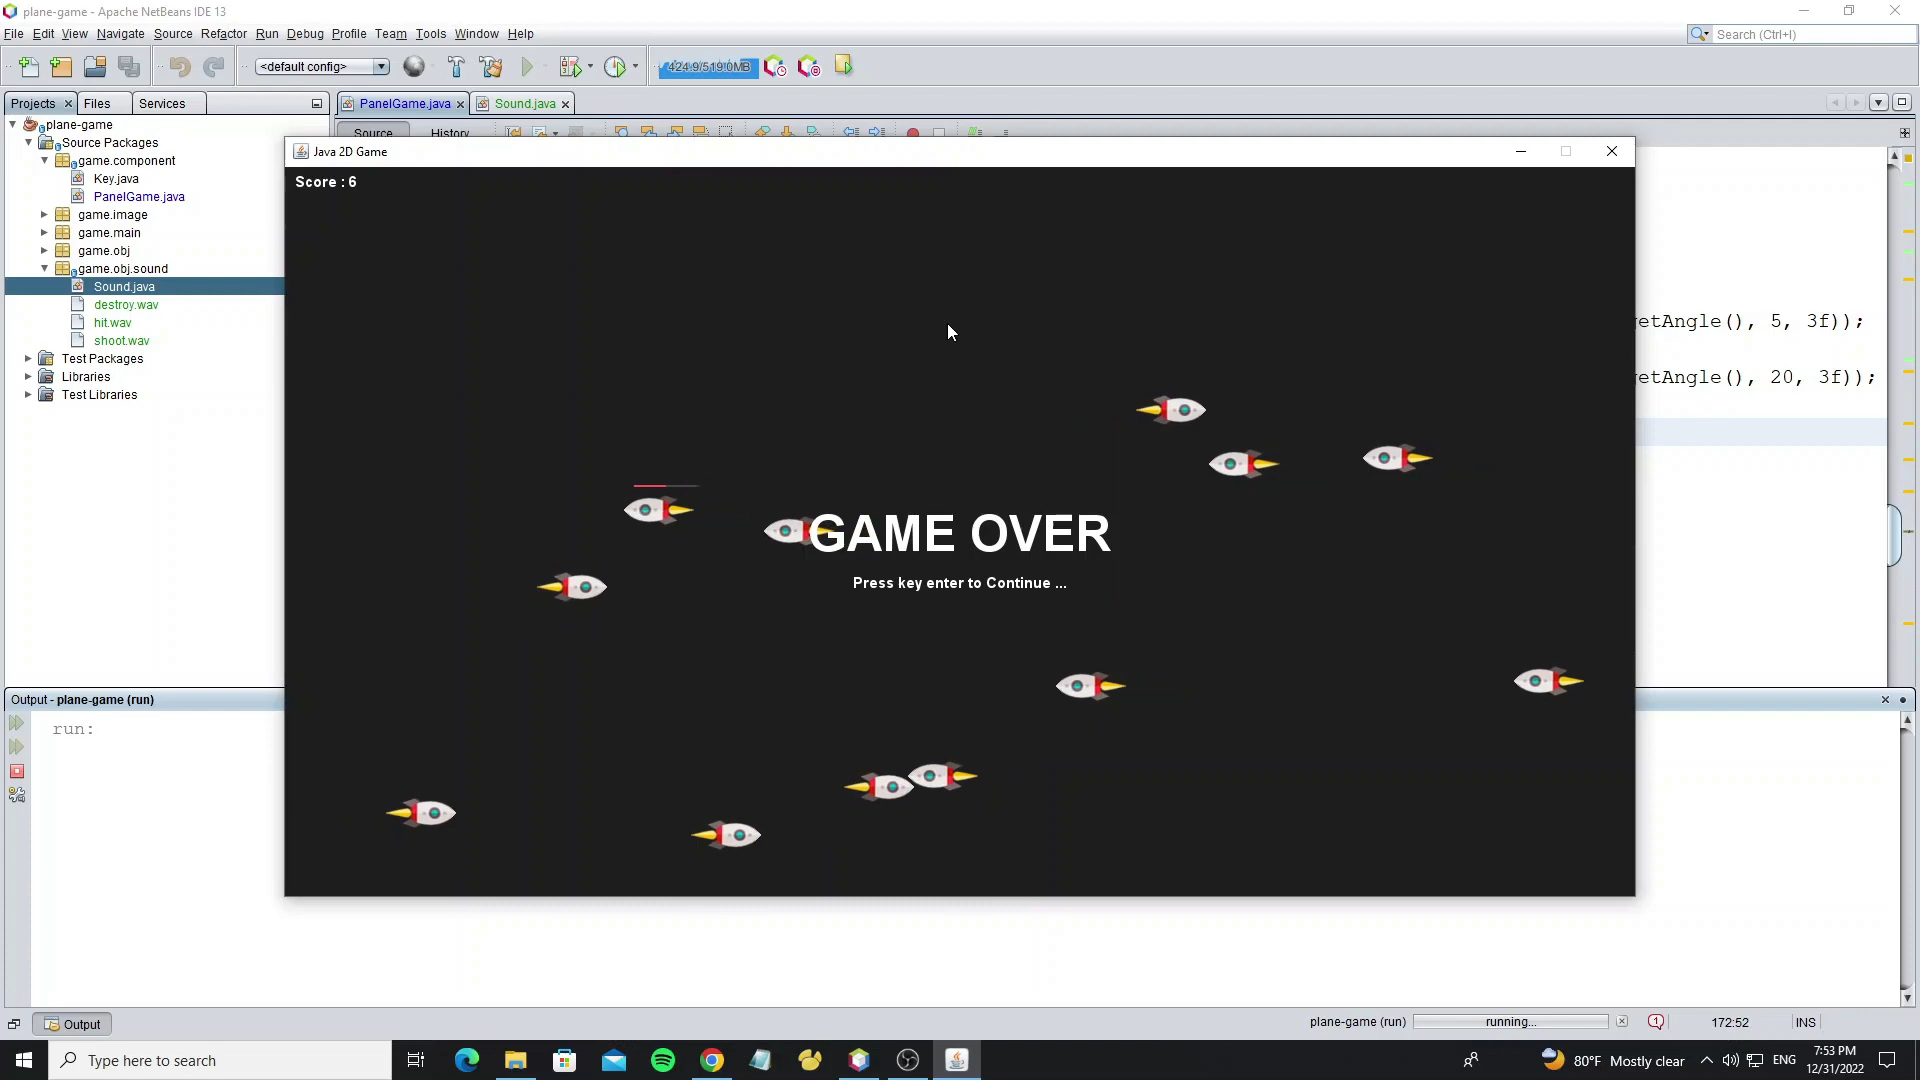 plane-game - Apache NetBeans IDE 13
File Edit View Navigate Source Refactor Run Debug Profile Team Tools Window Help
Search (Ctrl+I)
<default config>
424.9/519.0MB
Projects Files Services
PanelGame.java Sound.java
Source History
plane-game
Source Packages
game.component
Key.java
PanelGame.java
game.image
game.main
game.obj
game.obj.sound
Sound.java
destroy.wav
hit.wav
shoot.wav
Test Packages
Libraries
Test Libraries
Java 2D Game
Score : 6
GAME OVER
Press key enter to Continue ...
etAngle(), 5, 3f));
etAngle(), 20, 3f));
Output - plane-game (run)
run:
Output
plane-game (run) running... 1 172:52 INS
Type here to search
80°F Mostly clear ENG
7:53 PM
12/31/2022